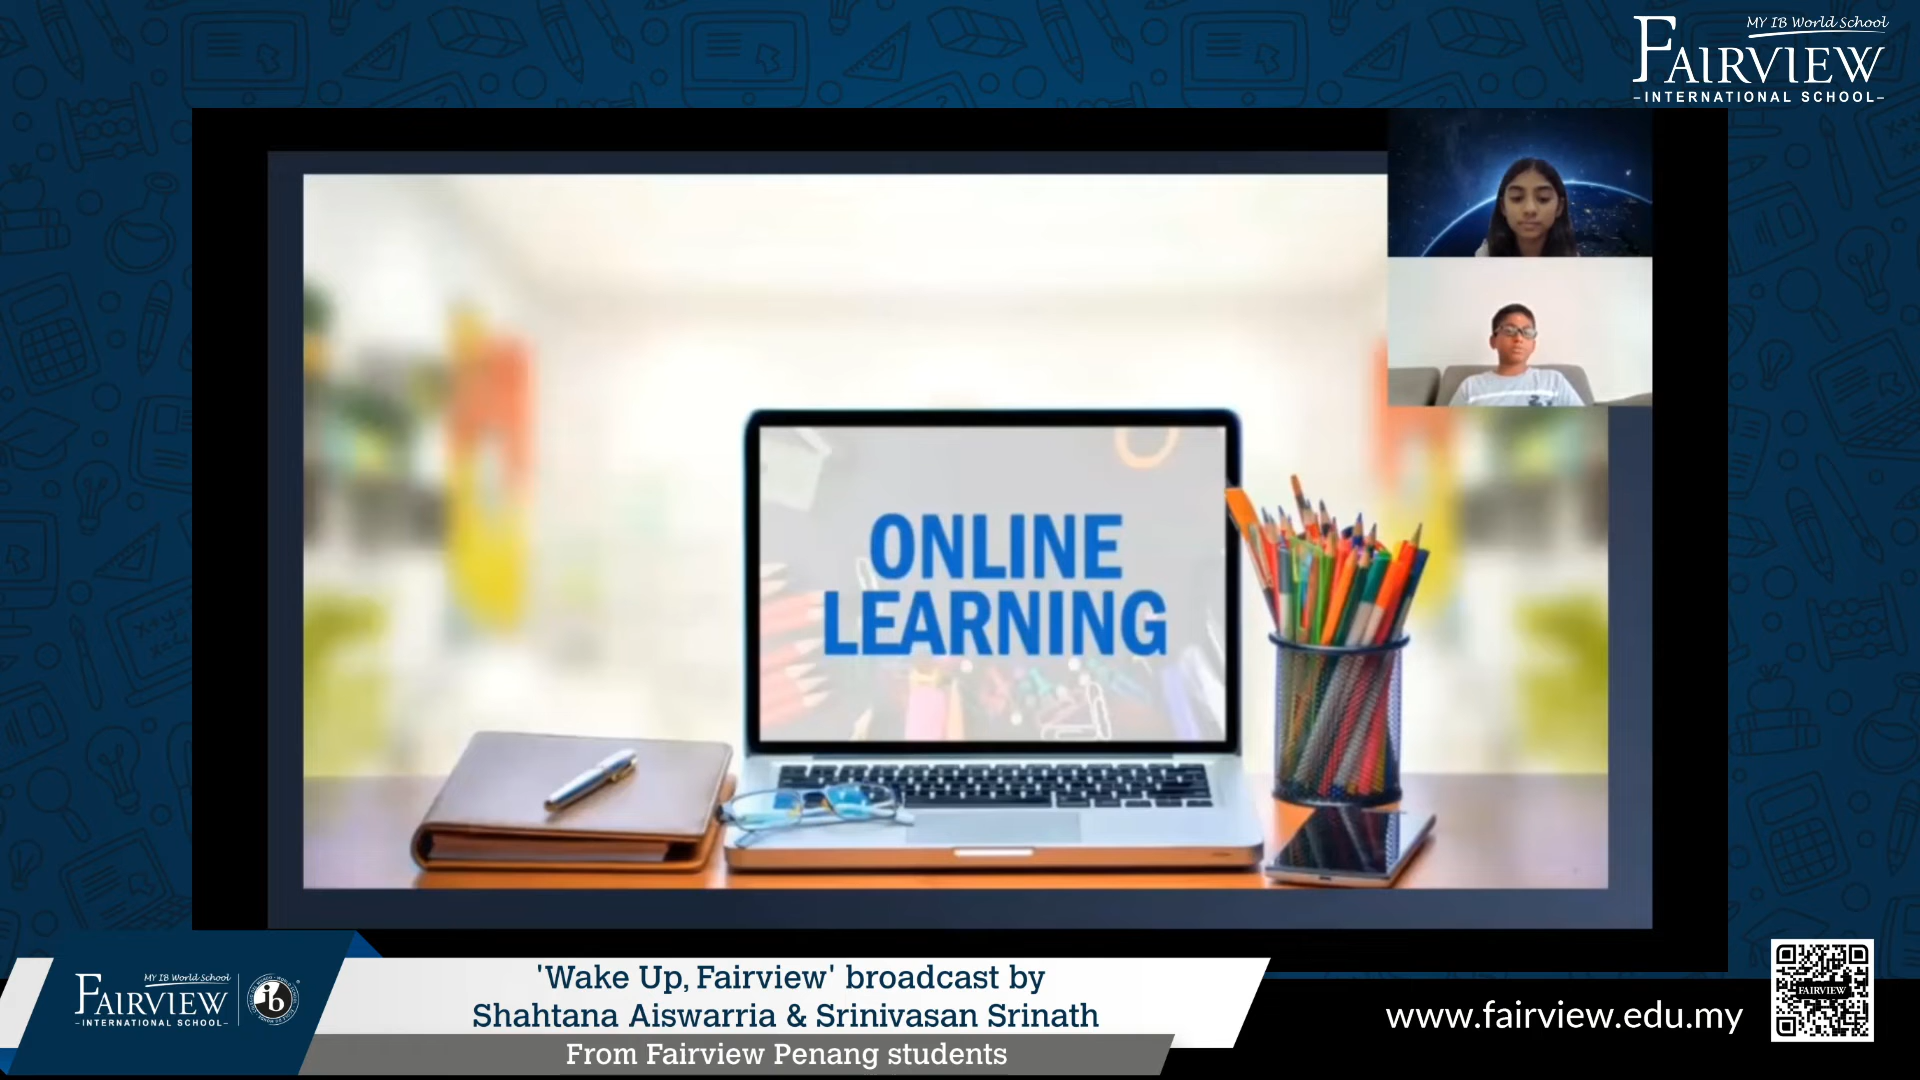 MY IB World School
FAIRVIEW
-INTERNATIONAL SCHOOL-
ONLINE
LEARNING
MY IB World School
FAIRVIEW
-INTERNATIONAL SCHOOL-
ib
'Wake Up, Fairview' broadcast by
Shahtana Aiswarria & Srinivasan Srinath
From Fairview Penang students
www.fairview.edu.my
FAIRVIEW